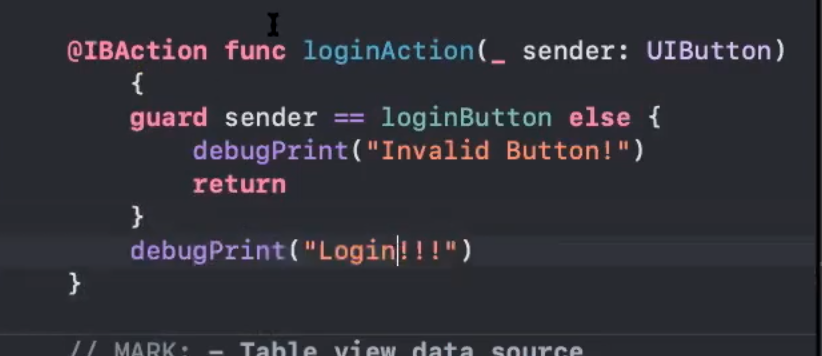 @IBAction func loginAction(_ sender: UIButton)
{
guard sender == loginButton else {
debugPrint("Invalid Button!")
return
}
debugPrint("Login!!!")
}
// MARK: - Table view data source